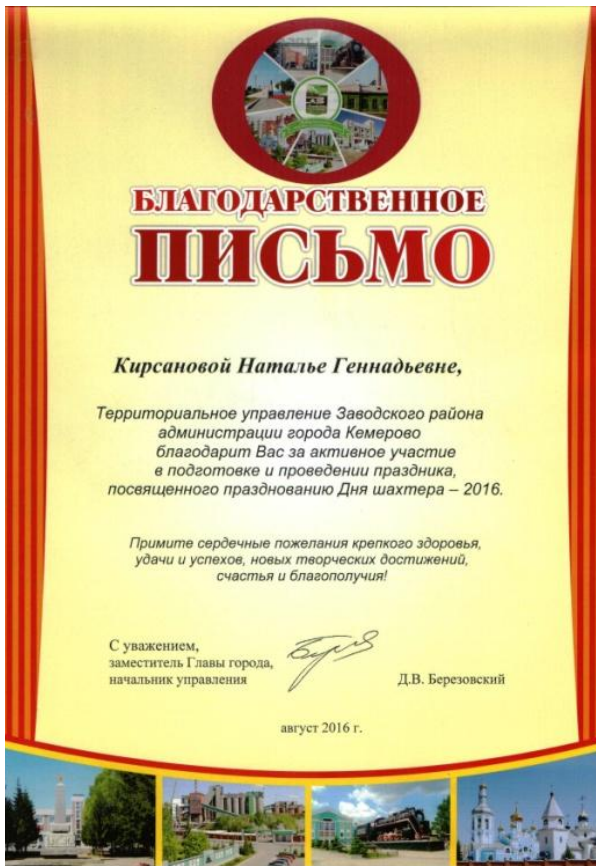 БЛАГОДАРСТВЕННОЕ
ПИСЬМО
Кирсановой Наталье Геннадьевне,
Территориальное управление Заводского района
администрации города Кемерово
благодарит Вас за активное участие
в подготовке и проведении праздника,
посвященного празднованию Дня шахтера – 2016.
Примите сердечные пожелания крепкого здоровья,
удачи и успехов, новых творческих достижений,
счастья и благополучия!
С уважением,
заместитель Главы города,
начальник управления
Д.В. Березовский
август 2016 г.